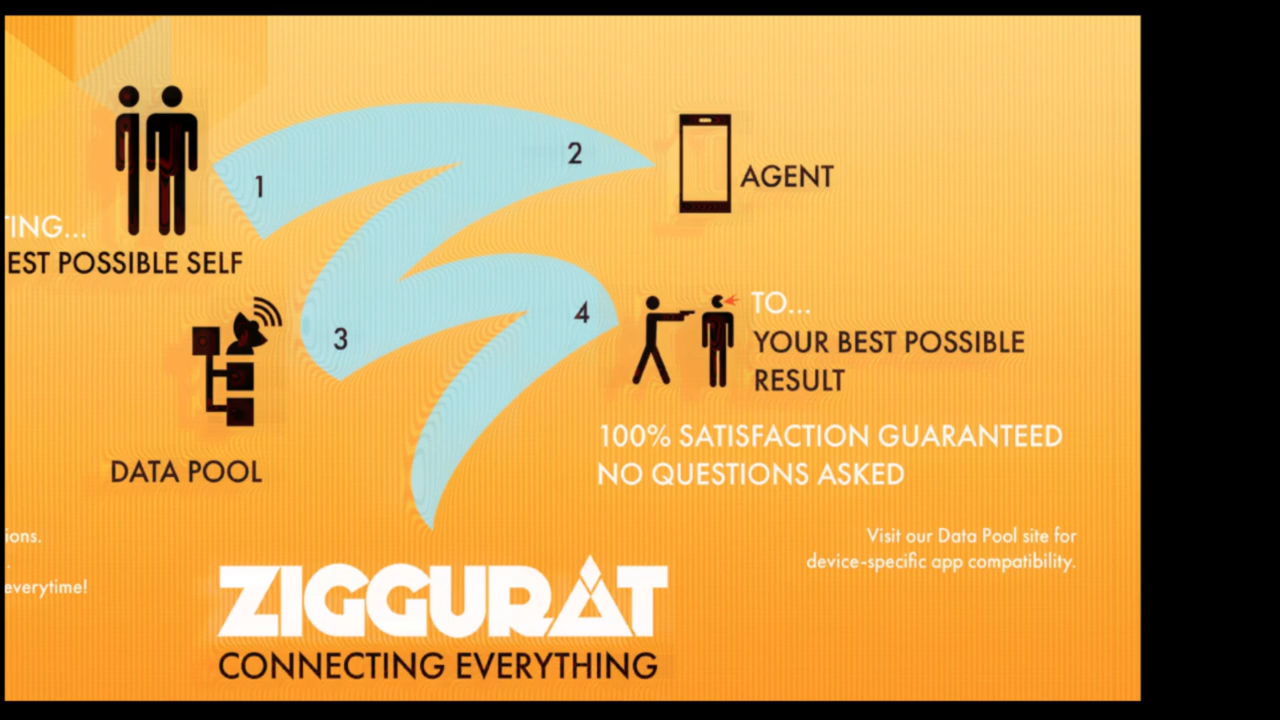 1
2
AGENT
TING...
EST POSSIBLE SELF
3
4
TO...
YOUR BEST POSSIBLE
RESULT
DATA POOL
100% SATISFACTION GUARANTEED
NO QUESTIONS ASKED
ions.
.
everytime!
Visit our Data Pool site for
device-specific app compatibility.
ZIGGURAT
CONNECTING EVERYTHING